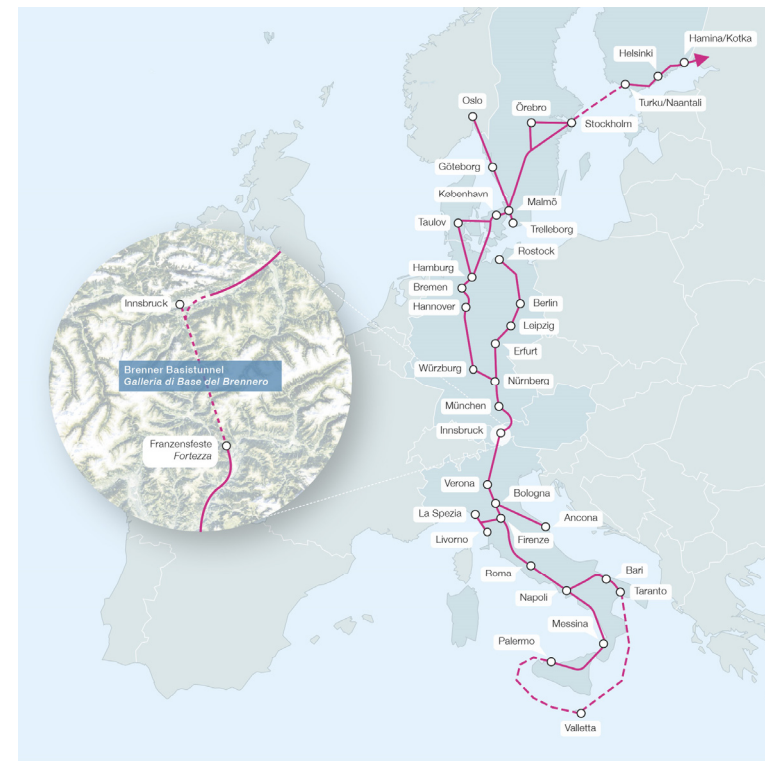 Hamina/Kotka
Helsinki
Turku/Naantali
Oslo
Örebro
Stockholm
Göteborg
København
Malmö
Taulov
Trelleborg
Rostock
Hamburg
Bremen
Berlin
Hannover
Leipzig
Erfurt
Würzburg
Nürnberg
München
Innsbruck
Verona
Bologna
La Spezia
Ancona
Livorno
Firenze
Roma
Bari
Taranto
Napoli
Messina
Palermo
Valletta
Innsbruck
Brenner Basistunnel
Galleria di Base del Brennero
Franzensfeste
Fortezza